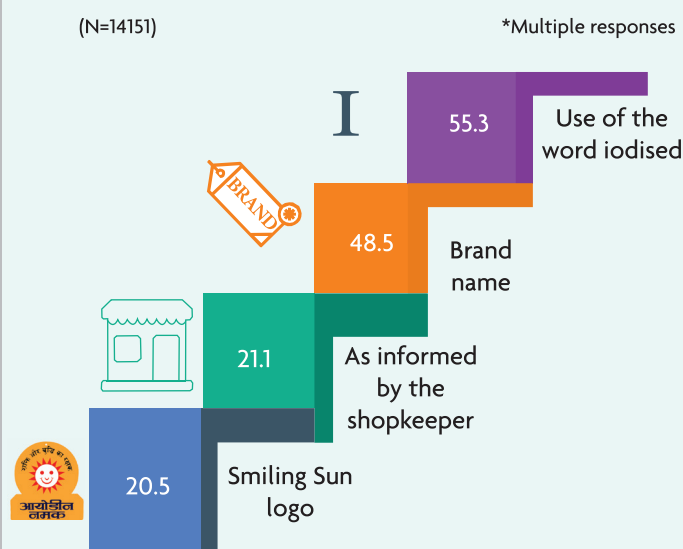 (N=14151)
*Multiple responses
I
55.3
Use of the
word iodised
BRAND
48.5
Brand
name
21.1
As informed
by the
shopkeeper
20.5
Smiling Sun
logo
आयोडीन
नमक